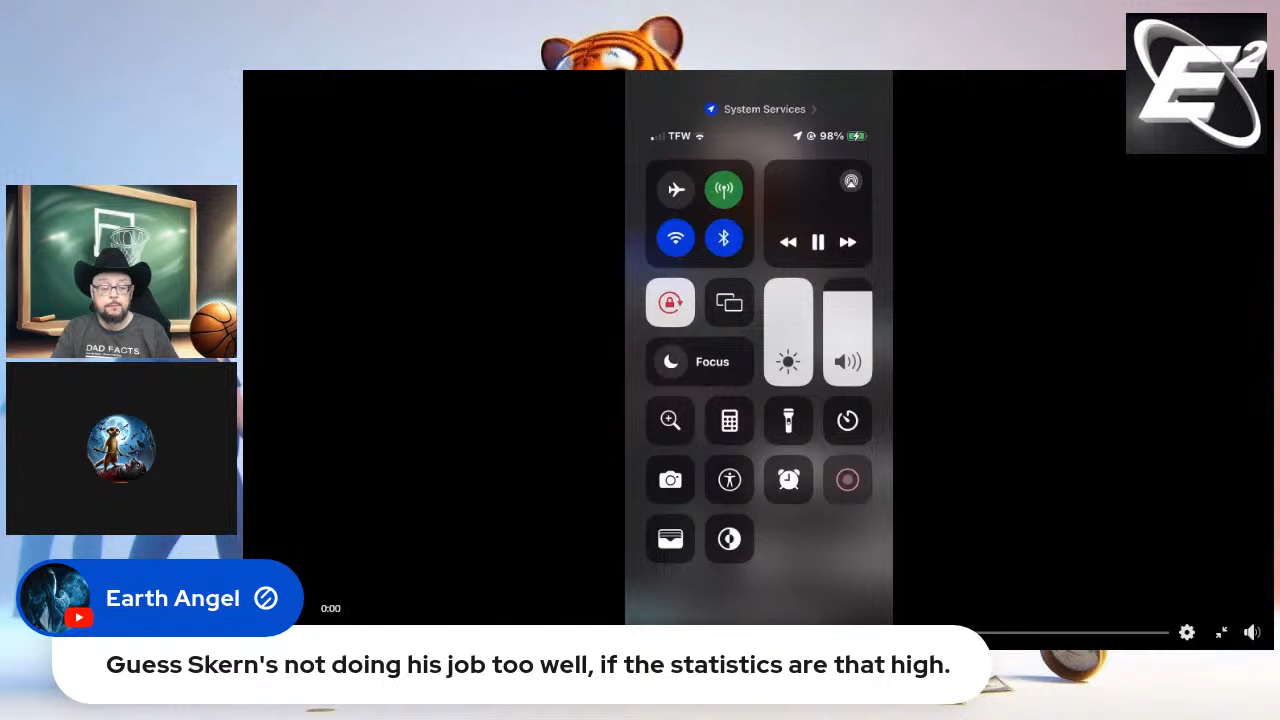 E²
System Services
TFW
98%
DAD FACTS
Focus
0:00
Earth Angel
Guess Skern's not doing his job too well, if the statistics are that high.